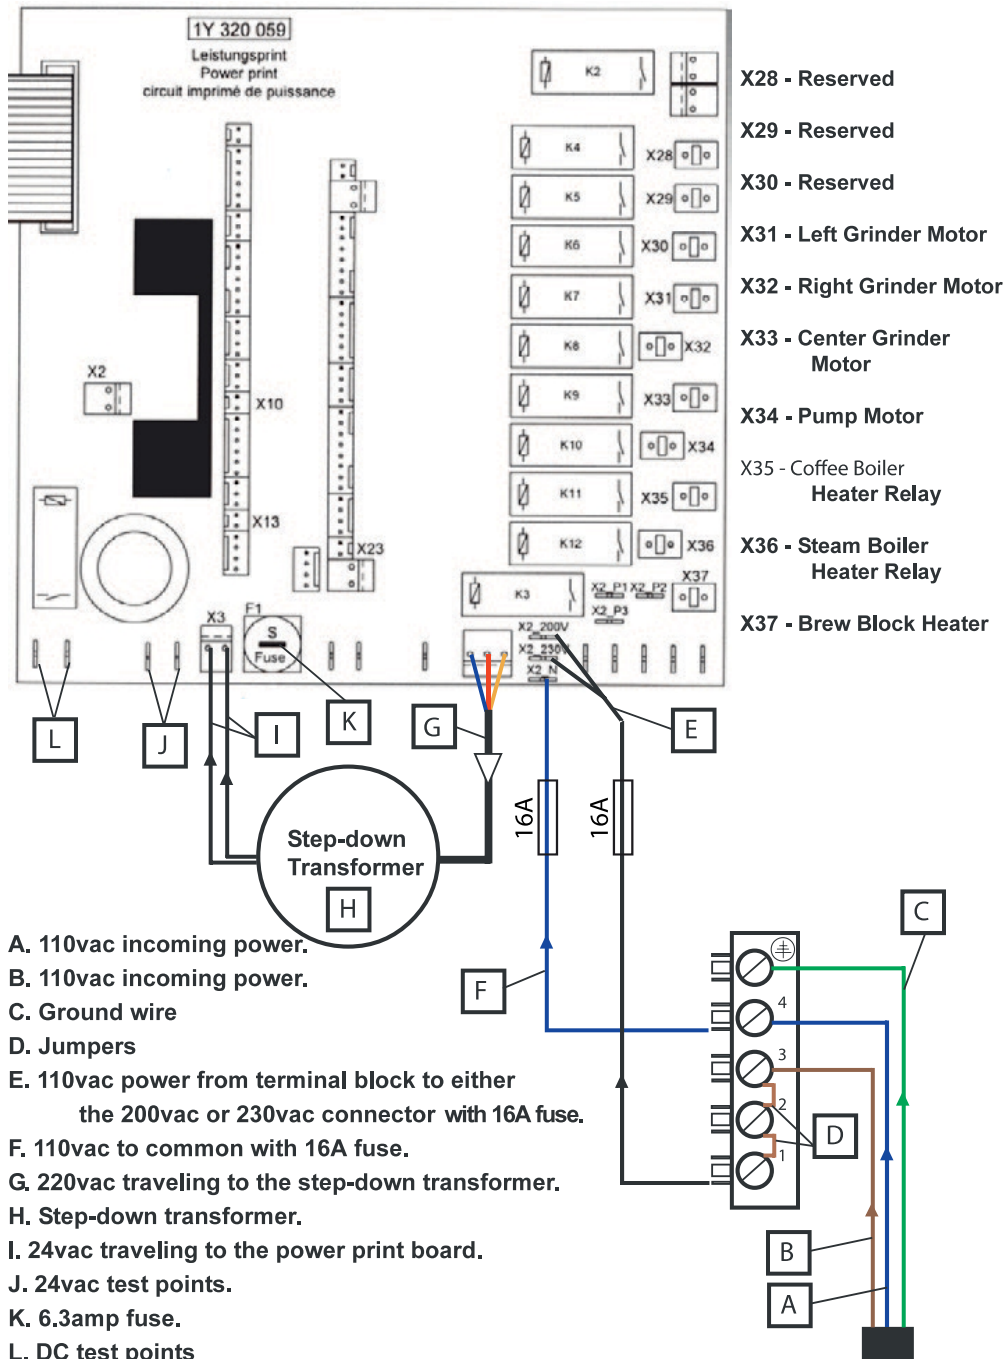 1Y 320 059
Leistungsprint
Power print
circuit imprimé de puissance
K2
K4
X28
K5
X29
K6
X30
K7
X31
K8
X32
K9
X33
K10
X34
K11
X35
K12
X36
X37
K3
X2_P1
X2_P2
X2_P3
X2_200V
X2_230V
X2_N
X2
X10
X13
X23
X3
F1
S
Fuse
X28 - Reserved
X29 - Reserved
X30 - Reserved
X31 - Left Grinder Motor
X32 - Right Grinder Motor
X33 - Center Grinder
Motor
X34 - Pump Motor
X35 - Coffee Boiler
Heater Relay
X36 - Steam Boiler
Heater Relay
X37 - Brew Block Heater
L
J
I
K
G
E
16A
16A
Step-down
Transformer
H
F
C
4
3
2
1
D
B
A
A. 110vac incoming power.
B. 110vac incoming power.
C. Ground wire
D. Jumpers
E. 110vac power from terminal block to either
the 200vac or 230vac connector with 16A fuse.
F. 110vac to common with 16A fuse.
G. 220vac traveling to the step-down transformer.
H. Step-down transformer.
I. 24vac traveling to the power print board.
J. 24vac test points.
K. 6.3amp fuse.
L. DC test points